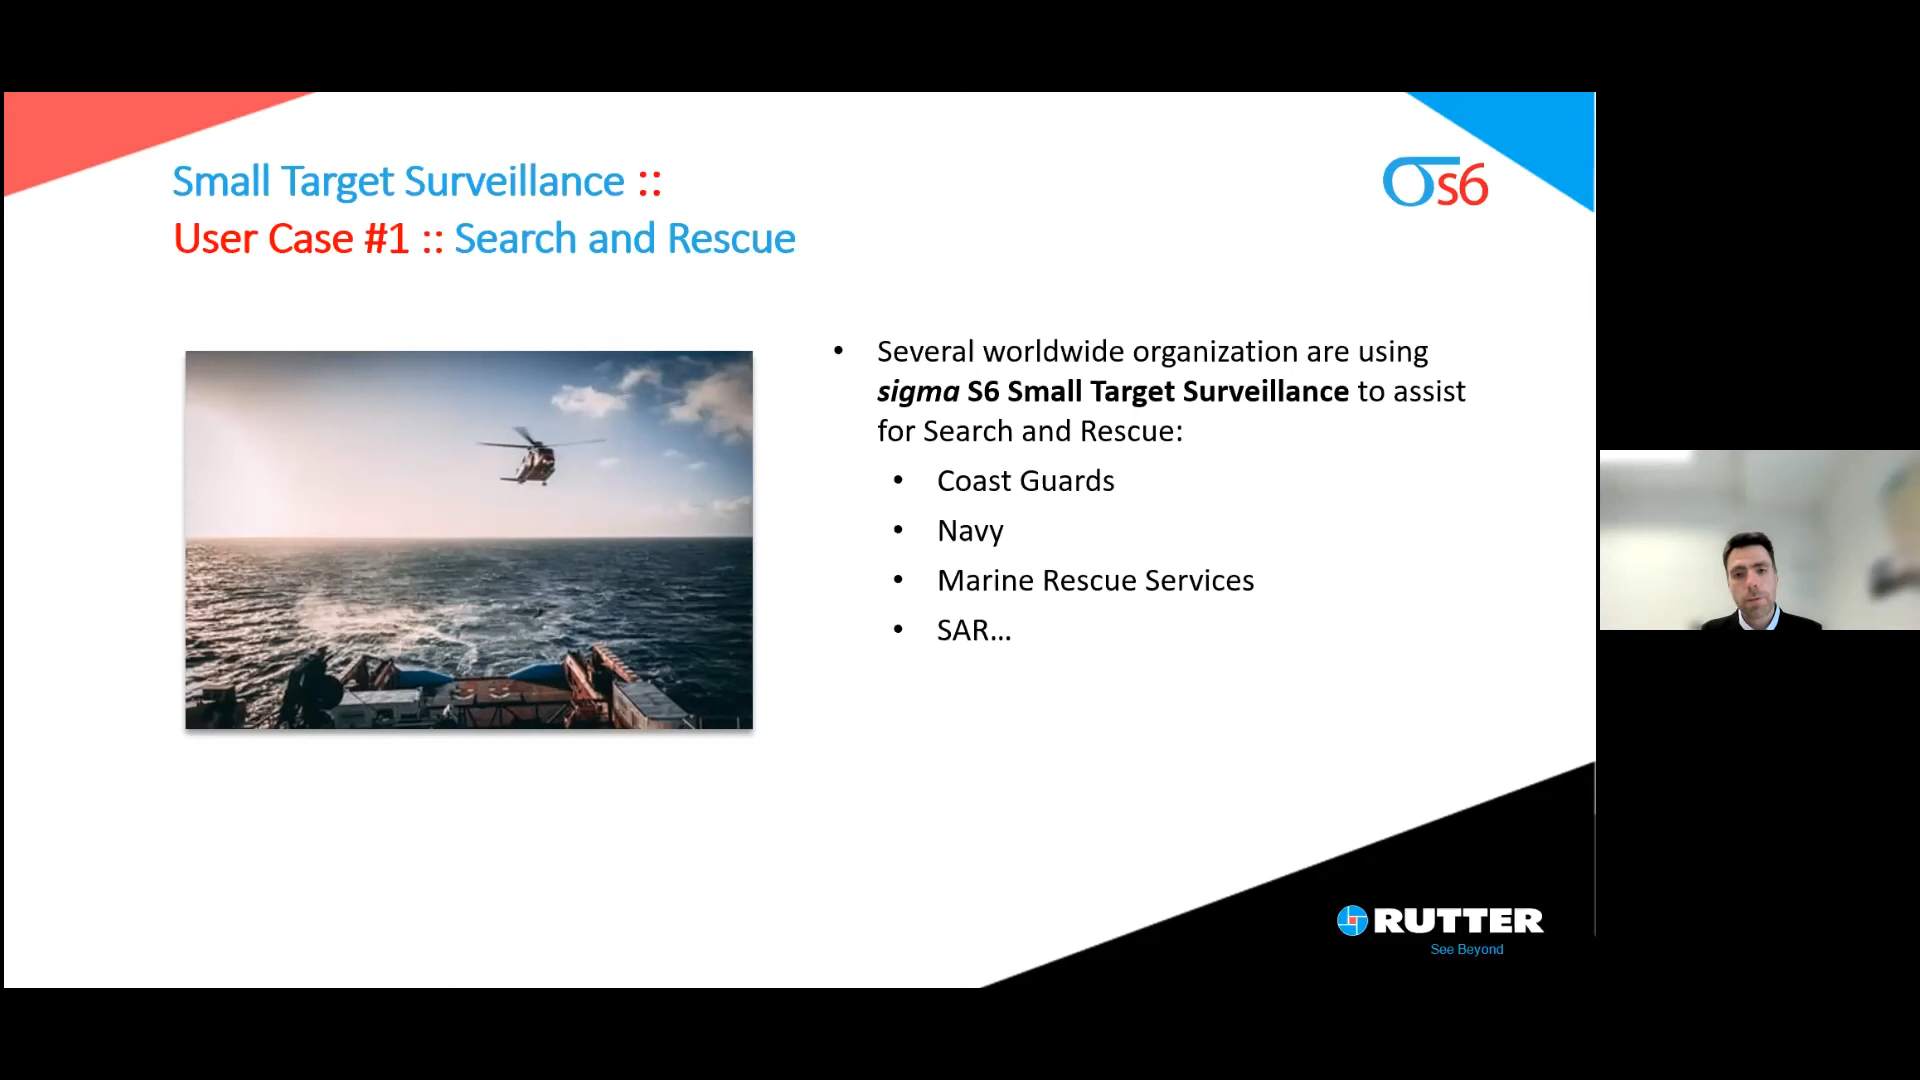 Small Target Surveillance ::
User Case #1 :: Search and Rescue
σs6
• Several worldwide organization are using
sigma S6 Small Target Surveillance to assist
for Search and Rescue:
• Coast Guards
• Navy
• Marine Rescue Services
• SAR...
RUTTER
See Beyond